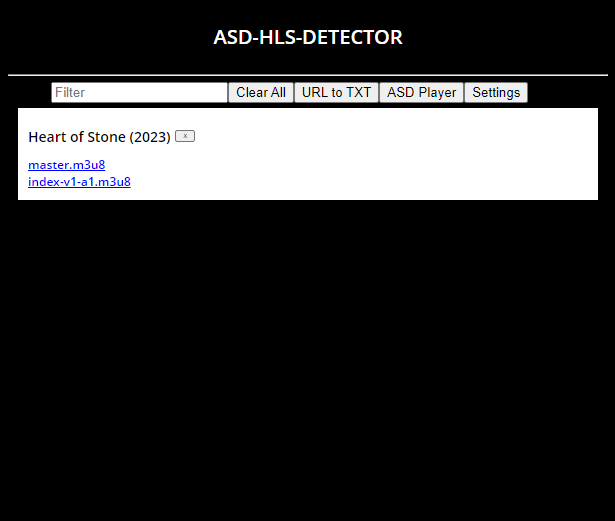 ASD-HLS-DETECTOR
Filter Clear All URL to TXT ASD Player Settings
Heart of Stone (2023) x
master.m3u8
index-v1-a1.m3u8